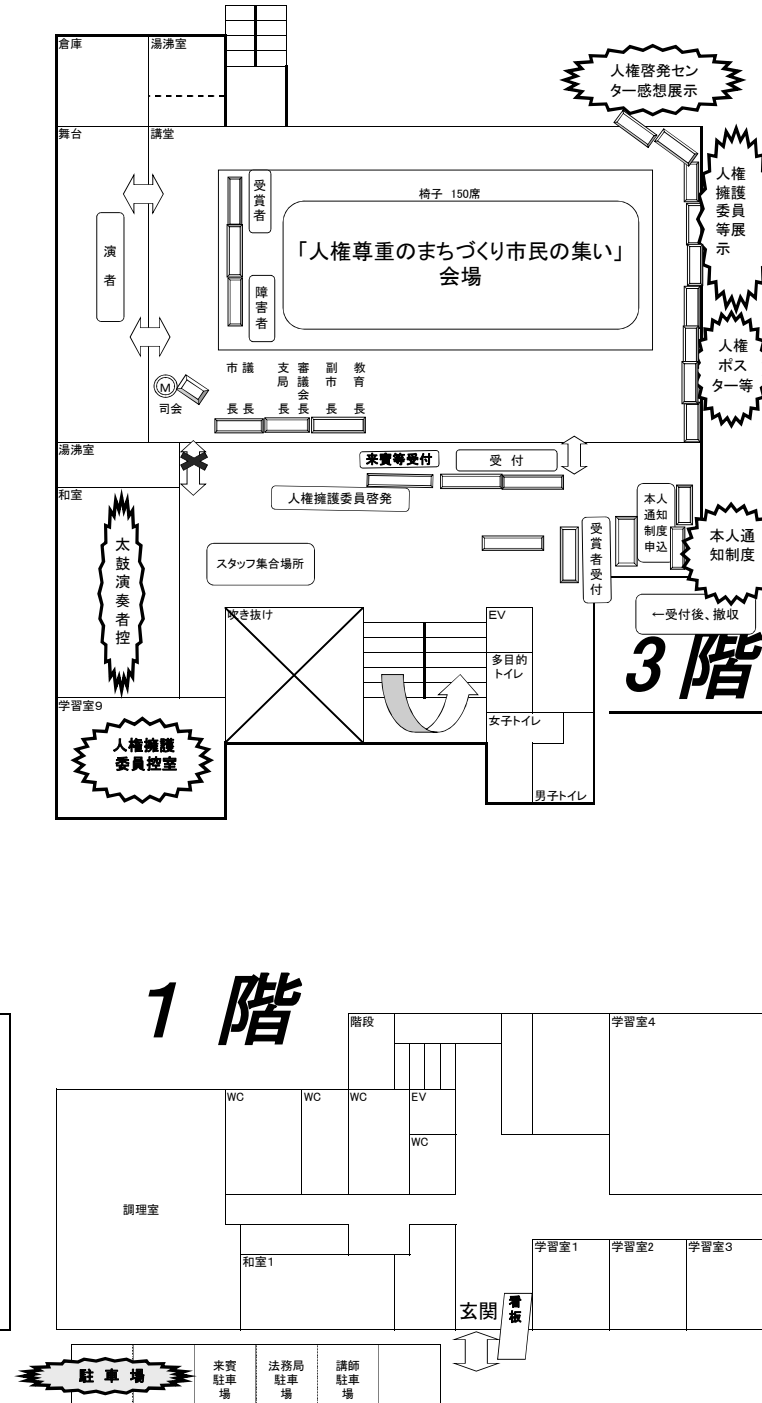 倉庫
湯沸室
人権啓発セン
ター感想展示
舞台
講堂
人権
擁護
委員
等展
示
受賞者
椅子 150席
「人権尊重のまちづくり市民の集い」
会場
演者
障害者
人権
ポス
ター等
市長
議長
支局長
審議会長
副市長
教育長
M
司会
湯沸室
来賓等受付
受 付
和室
人権擁護委員啓発
本人
通知
制度
申込
太鼓演奏者控
受賞者受付
本人通
知制度
スタッフ集合場所
吹き抜け
EV
←受付後、撤収
多目的
トイレ
3 階
学習室9
女子トイレ
人権擁護
委員控室
男子トイレ
1 階
階段
学習室4
WC
WC
WC
EV
WC
調理室
和室1
学習室1
学習室2
学習室3
玄関
看板
駐 車 場
来賓
駐車
場
法務局
駐車
場
講師
駐車
場